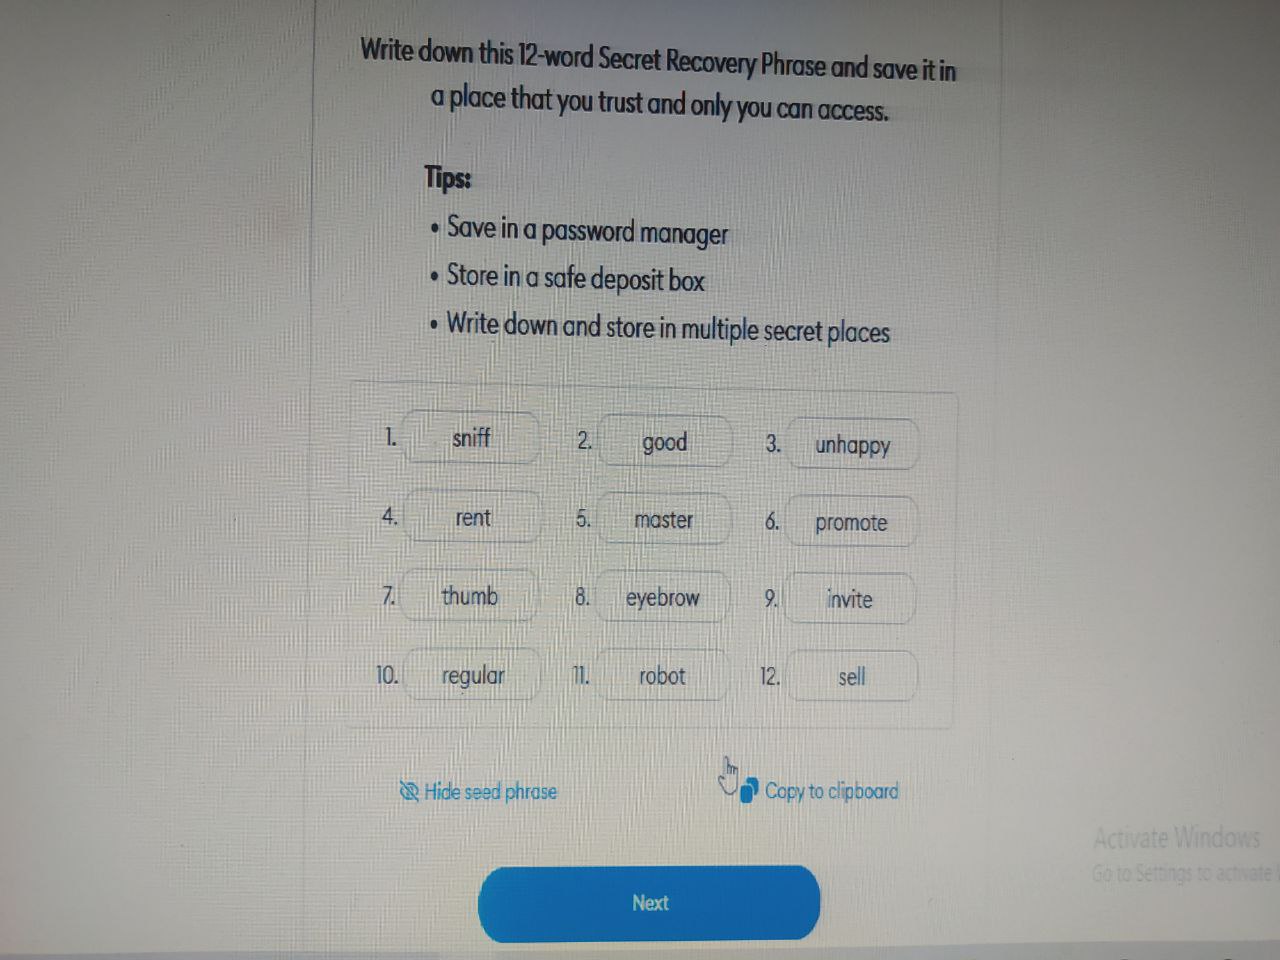 Write down this 12-word Secret Recovery Phrase and save it in
a place that you trust and only you can access.
Tips:
• Save in a password manager
• Store in a safe deposit box
• Write down and store in multiple secret places
1. sniff 2. good 3. unhappy
4. rent 5. master 6. promote
7. thumb 8. eyebrow 9. invite
10. regular 11. robot 12. sell
Hide seed phrase Copy to clipboard
Next
Activate Windows
Go to Settings to activate